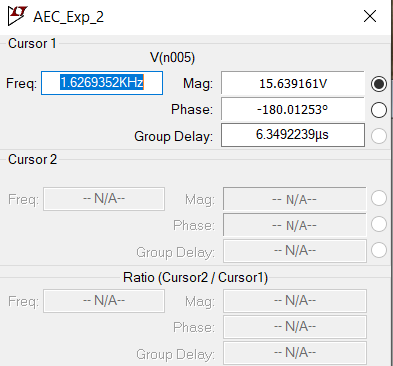 AEC_Exp_2
Cursor 1
V(n005)
Freq: 1.6269352KHz Mag: 15.639161V
Phase: -180.01253º
Group Delay: 6.3492239µs
Cursor 2
Freq: -- N/A-- Mag: -- N/A--
Phase: -- N/A--
Group Delay: -- N/A--
Ratio (Cursor2 / Cursor1)
Freq: -- N/A-- Mag: -- N/A--
Phase: -- N/A--
Group Delay: -- N/A--